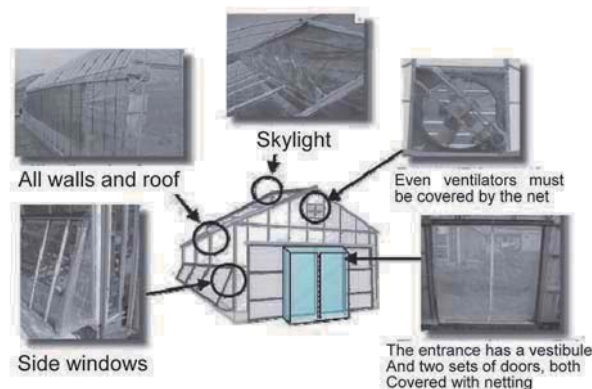 Skylight
All walls and roof
Even ventilators must
be covered by the net
Side windows
The entrance has a vestibule
And two sets of doors, both
Covered with netting